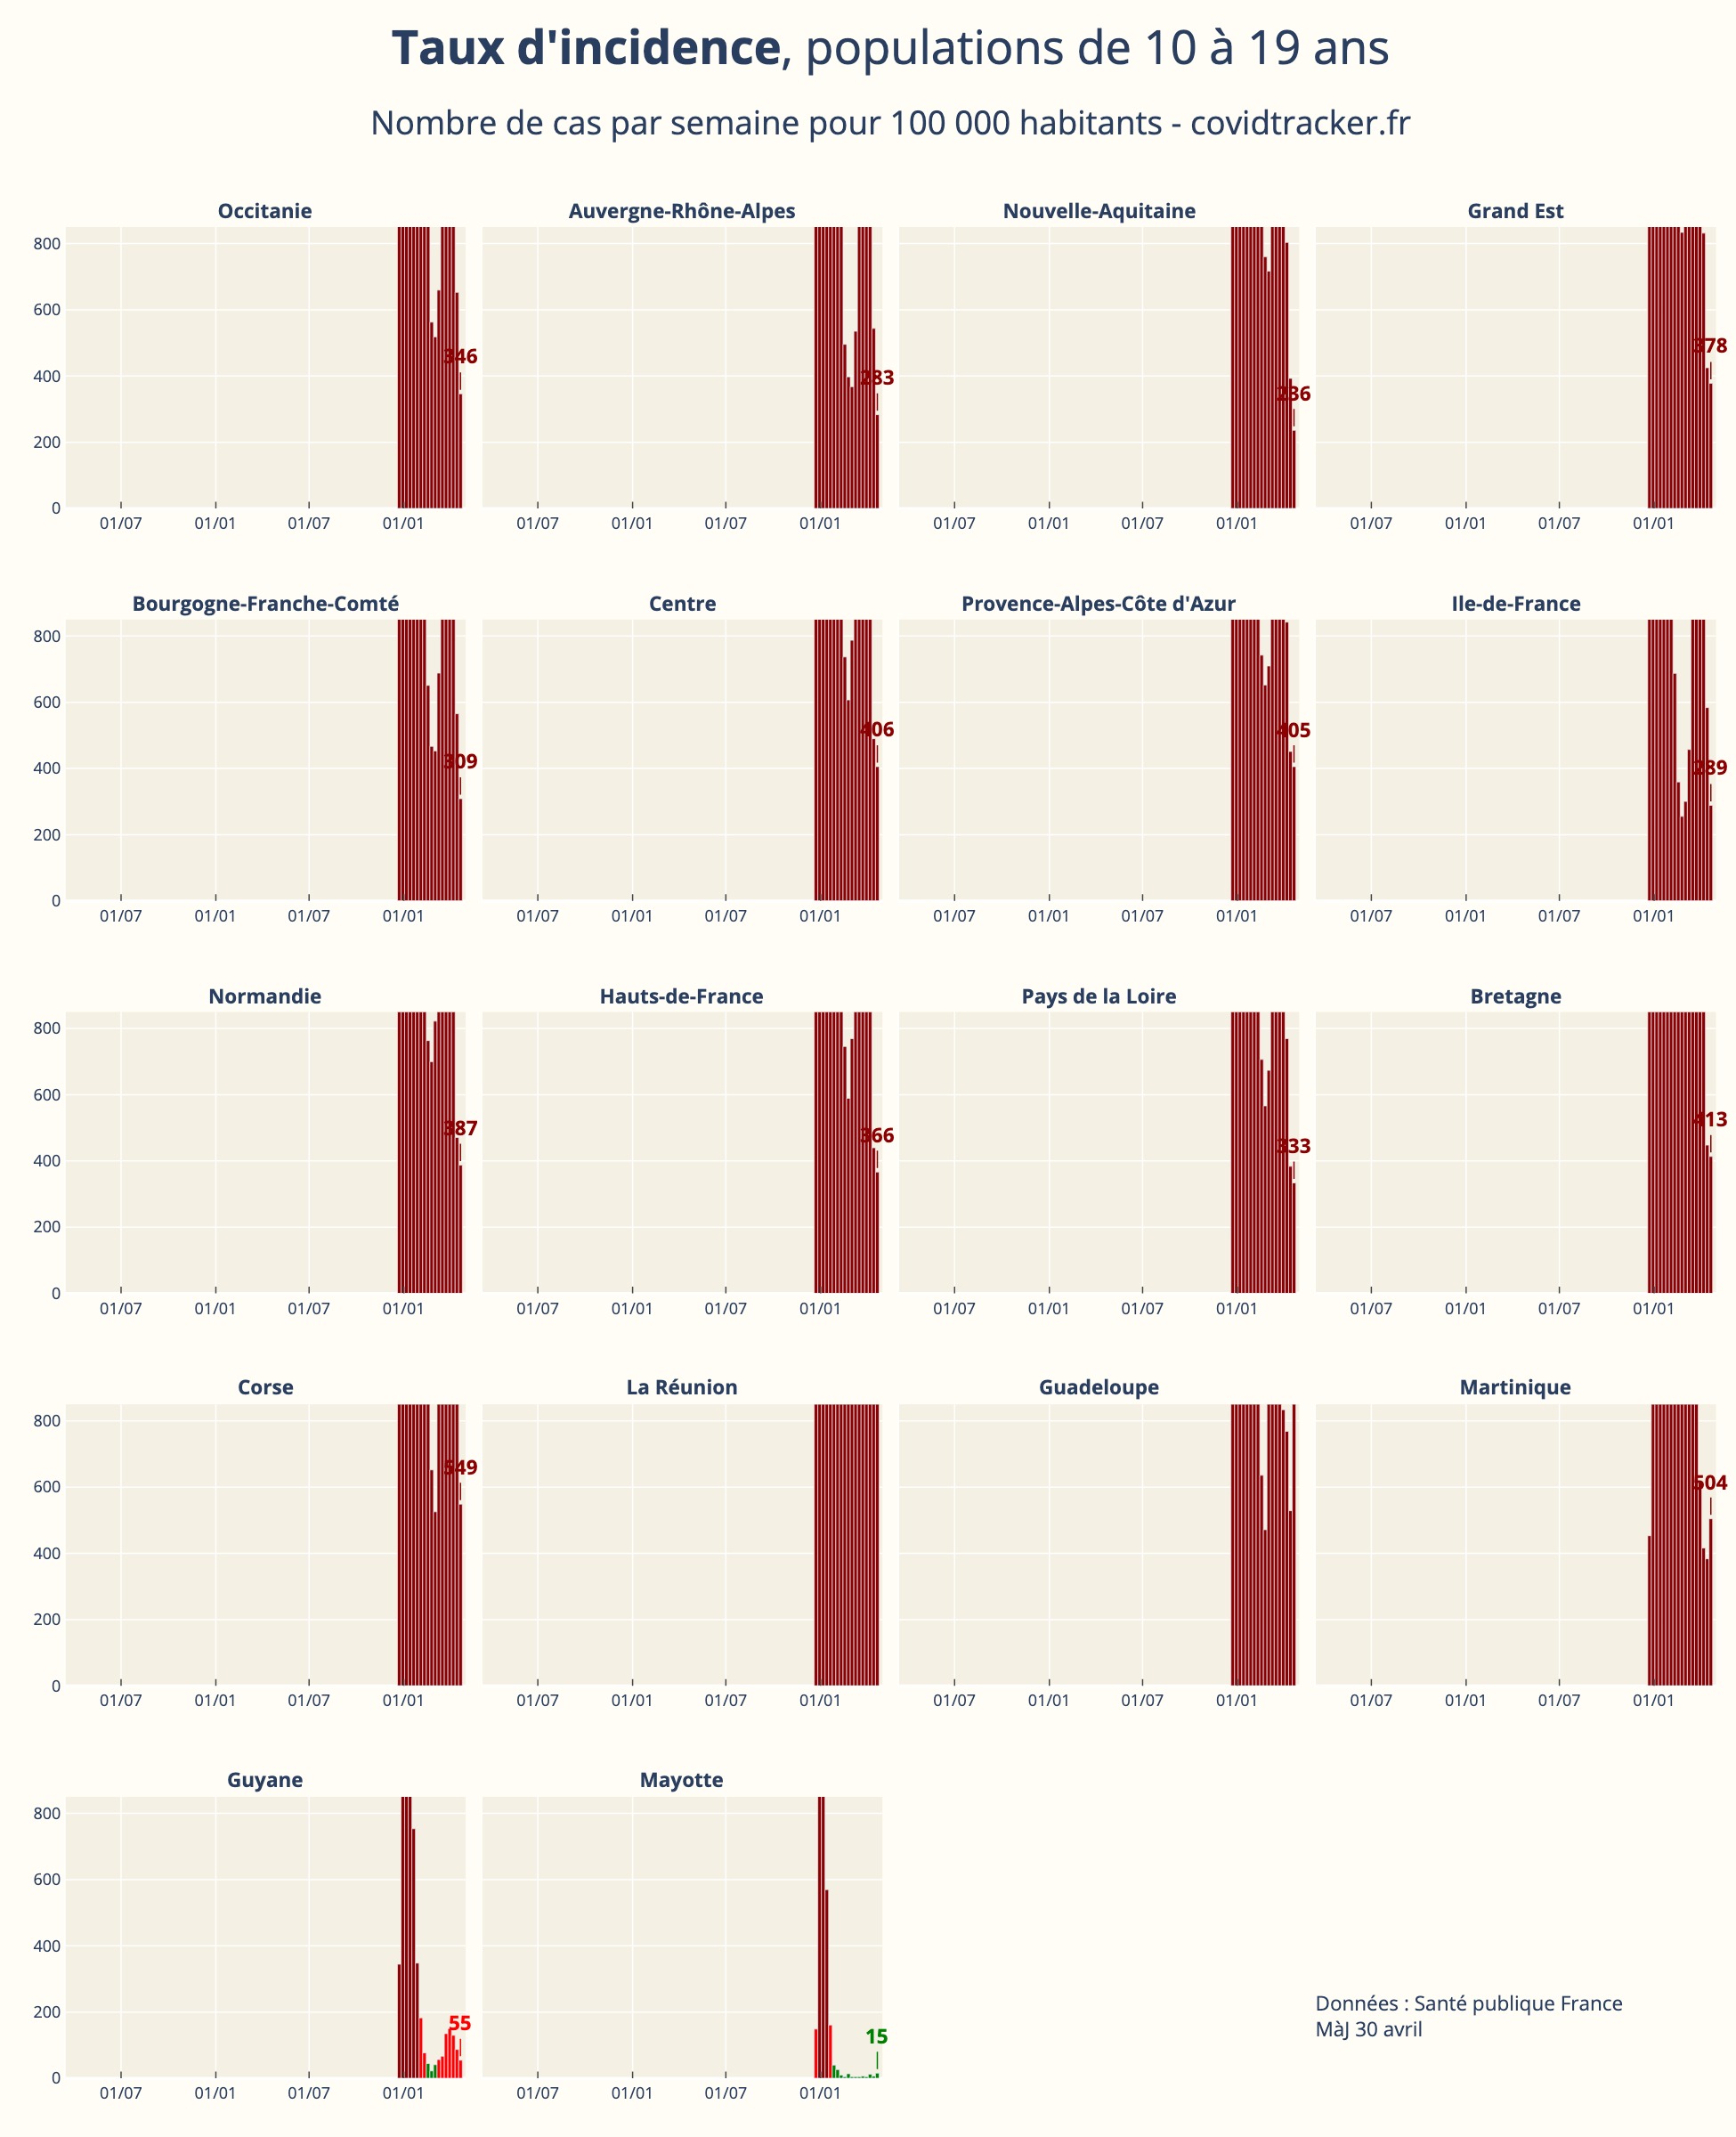 Taux d'incidence, populations de 10 à 19 ans
Nombre de cas par semaine pour 100 000 habitants - covidtracker.fr
Occitanie
Auvergne-Rhône-Alpes
Nouvelle-Aquitaine
Grand Est
800
600
400
200
0
346
283
236
378
01/07 01/01 01/07 01/01
01/07 01/01 01/07 01/01
01/07 01/01 01/07 01/01
01/07 01/01 01/07 01/01
Bourgogne-Franche-Comté
Centre
Provence-Alpes-Côte d'Azur
Ile-de-France
800
600
400
200
0
309
406
405
289
01/07 01/01 01/07 01/01
01/07 01/01 01/07 01/01
01/07 01/01 01/07 01/01
01/07 01/01 01/07 01/01
Normandie
Hauts-de-France
Pays de la Loire
Bretagne
800
600
400
200
0
387
366
333
413
01/07 01/01 01/07 01/01
01/07 01/01 01/07 01/01
01/07 01/01 01/07 01/01
01/07 01/01 01/07 01/01
Corse
La Réunion
Guadeloupe
Martinique
800
600
400
200
0
549
504
01/07 01/01 01/07 01/01
01/07 01/01 01/07 01/01
01/07 01/01 01/07 01/01
01/07 01/01 01/07 01/01
Guyane
Mayotte
800
600
400
200
0
55
15
01/07 01/01 01/07 01/01
01/07 01/01 01/07 01/01
Données : Santé publique France
MàJ 30 avril